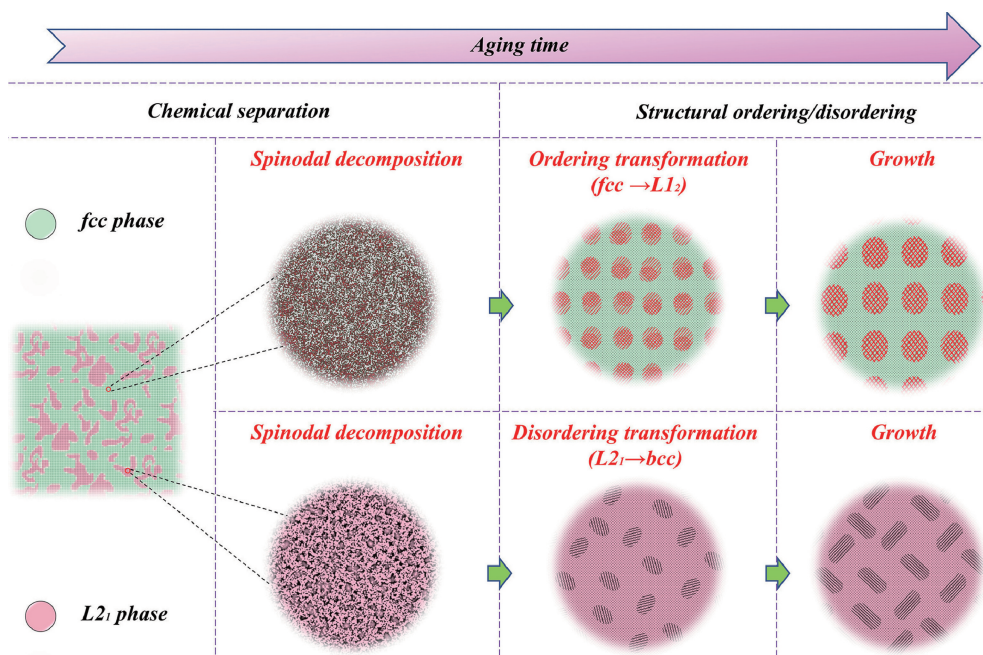 Aging time
Chemical separation
Structural ordering/disordering
Spinodal decomposition
Ordering transformation
(fcc →L1₂)
Growth
fcc phase
Spinodal decomposition
Disordering transformation
(L2₁→bcc)
Growth
L2₁ phase